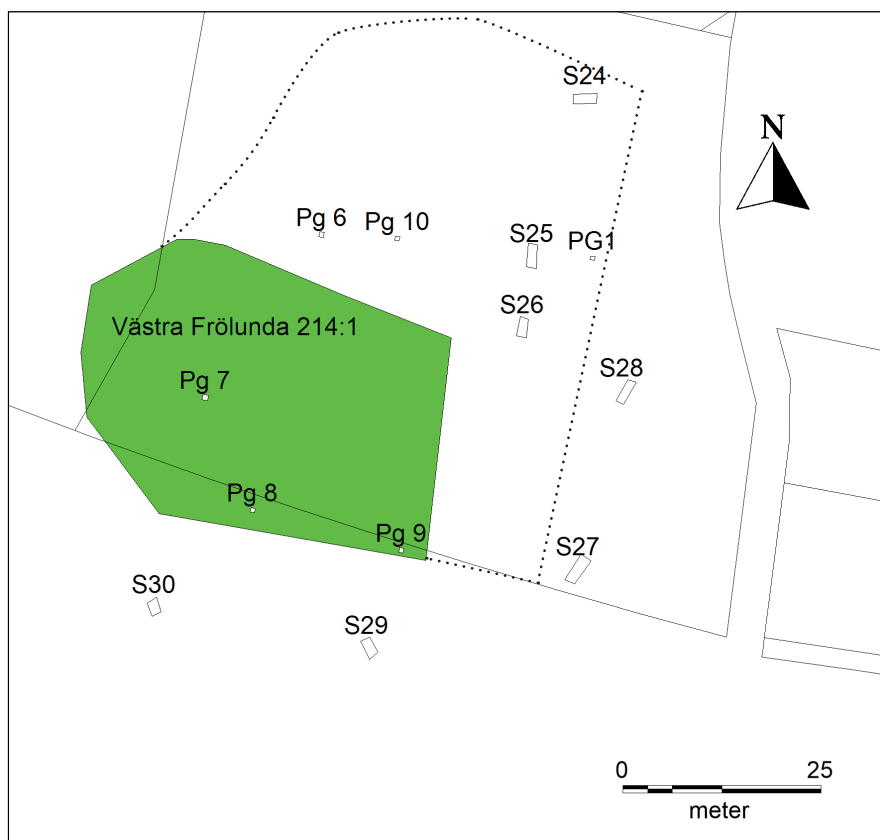 S24
N
Pg 6
Pg 10
S25
PG1
S26
Västra Frölunda 214:1
S28
Pg 7
Pg 8
Pg 9
S27
S30
S29
0 25
meter